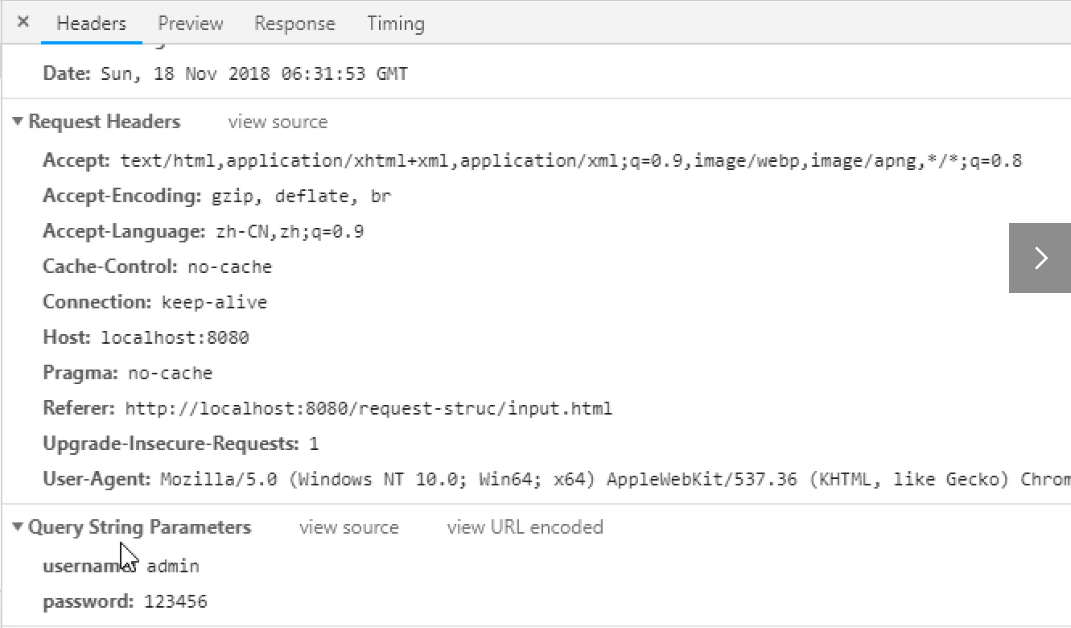 × Headers Preview Response Timing
Date: Sun, 18 Nov 2018 06:31:53 GMT
▼ Request Headers view source
Accept: text/html,application/xhtml+xml,application/xml;q=0.9,image/webp,image/apng,*/*;q=0.8
Accept-Encoding: gzip, deflate, br
Accept-Language: zh-CN,zh;q=0.9
Cache-Control: no-cache
Connection: keep-alive
Host: localhost:8080
Pragma: no-cache
Referer: http://localhost:8080/request-struc/input.html
Upgrade-Insecure-Requests: 1
User-Agent: Mozilla/5.0 (Windows NT 10.0; Win64; x64) AppleWebKit/537.36 (KHTML, like Gecko) Chrom
▼ Query String Parameters view source view URL encoded
username: admin
password: 123456